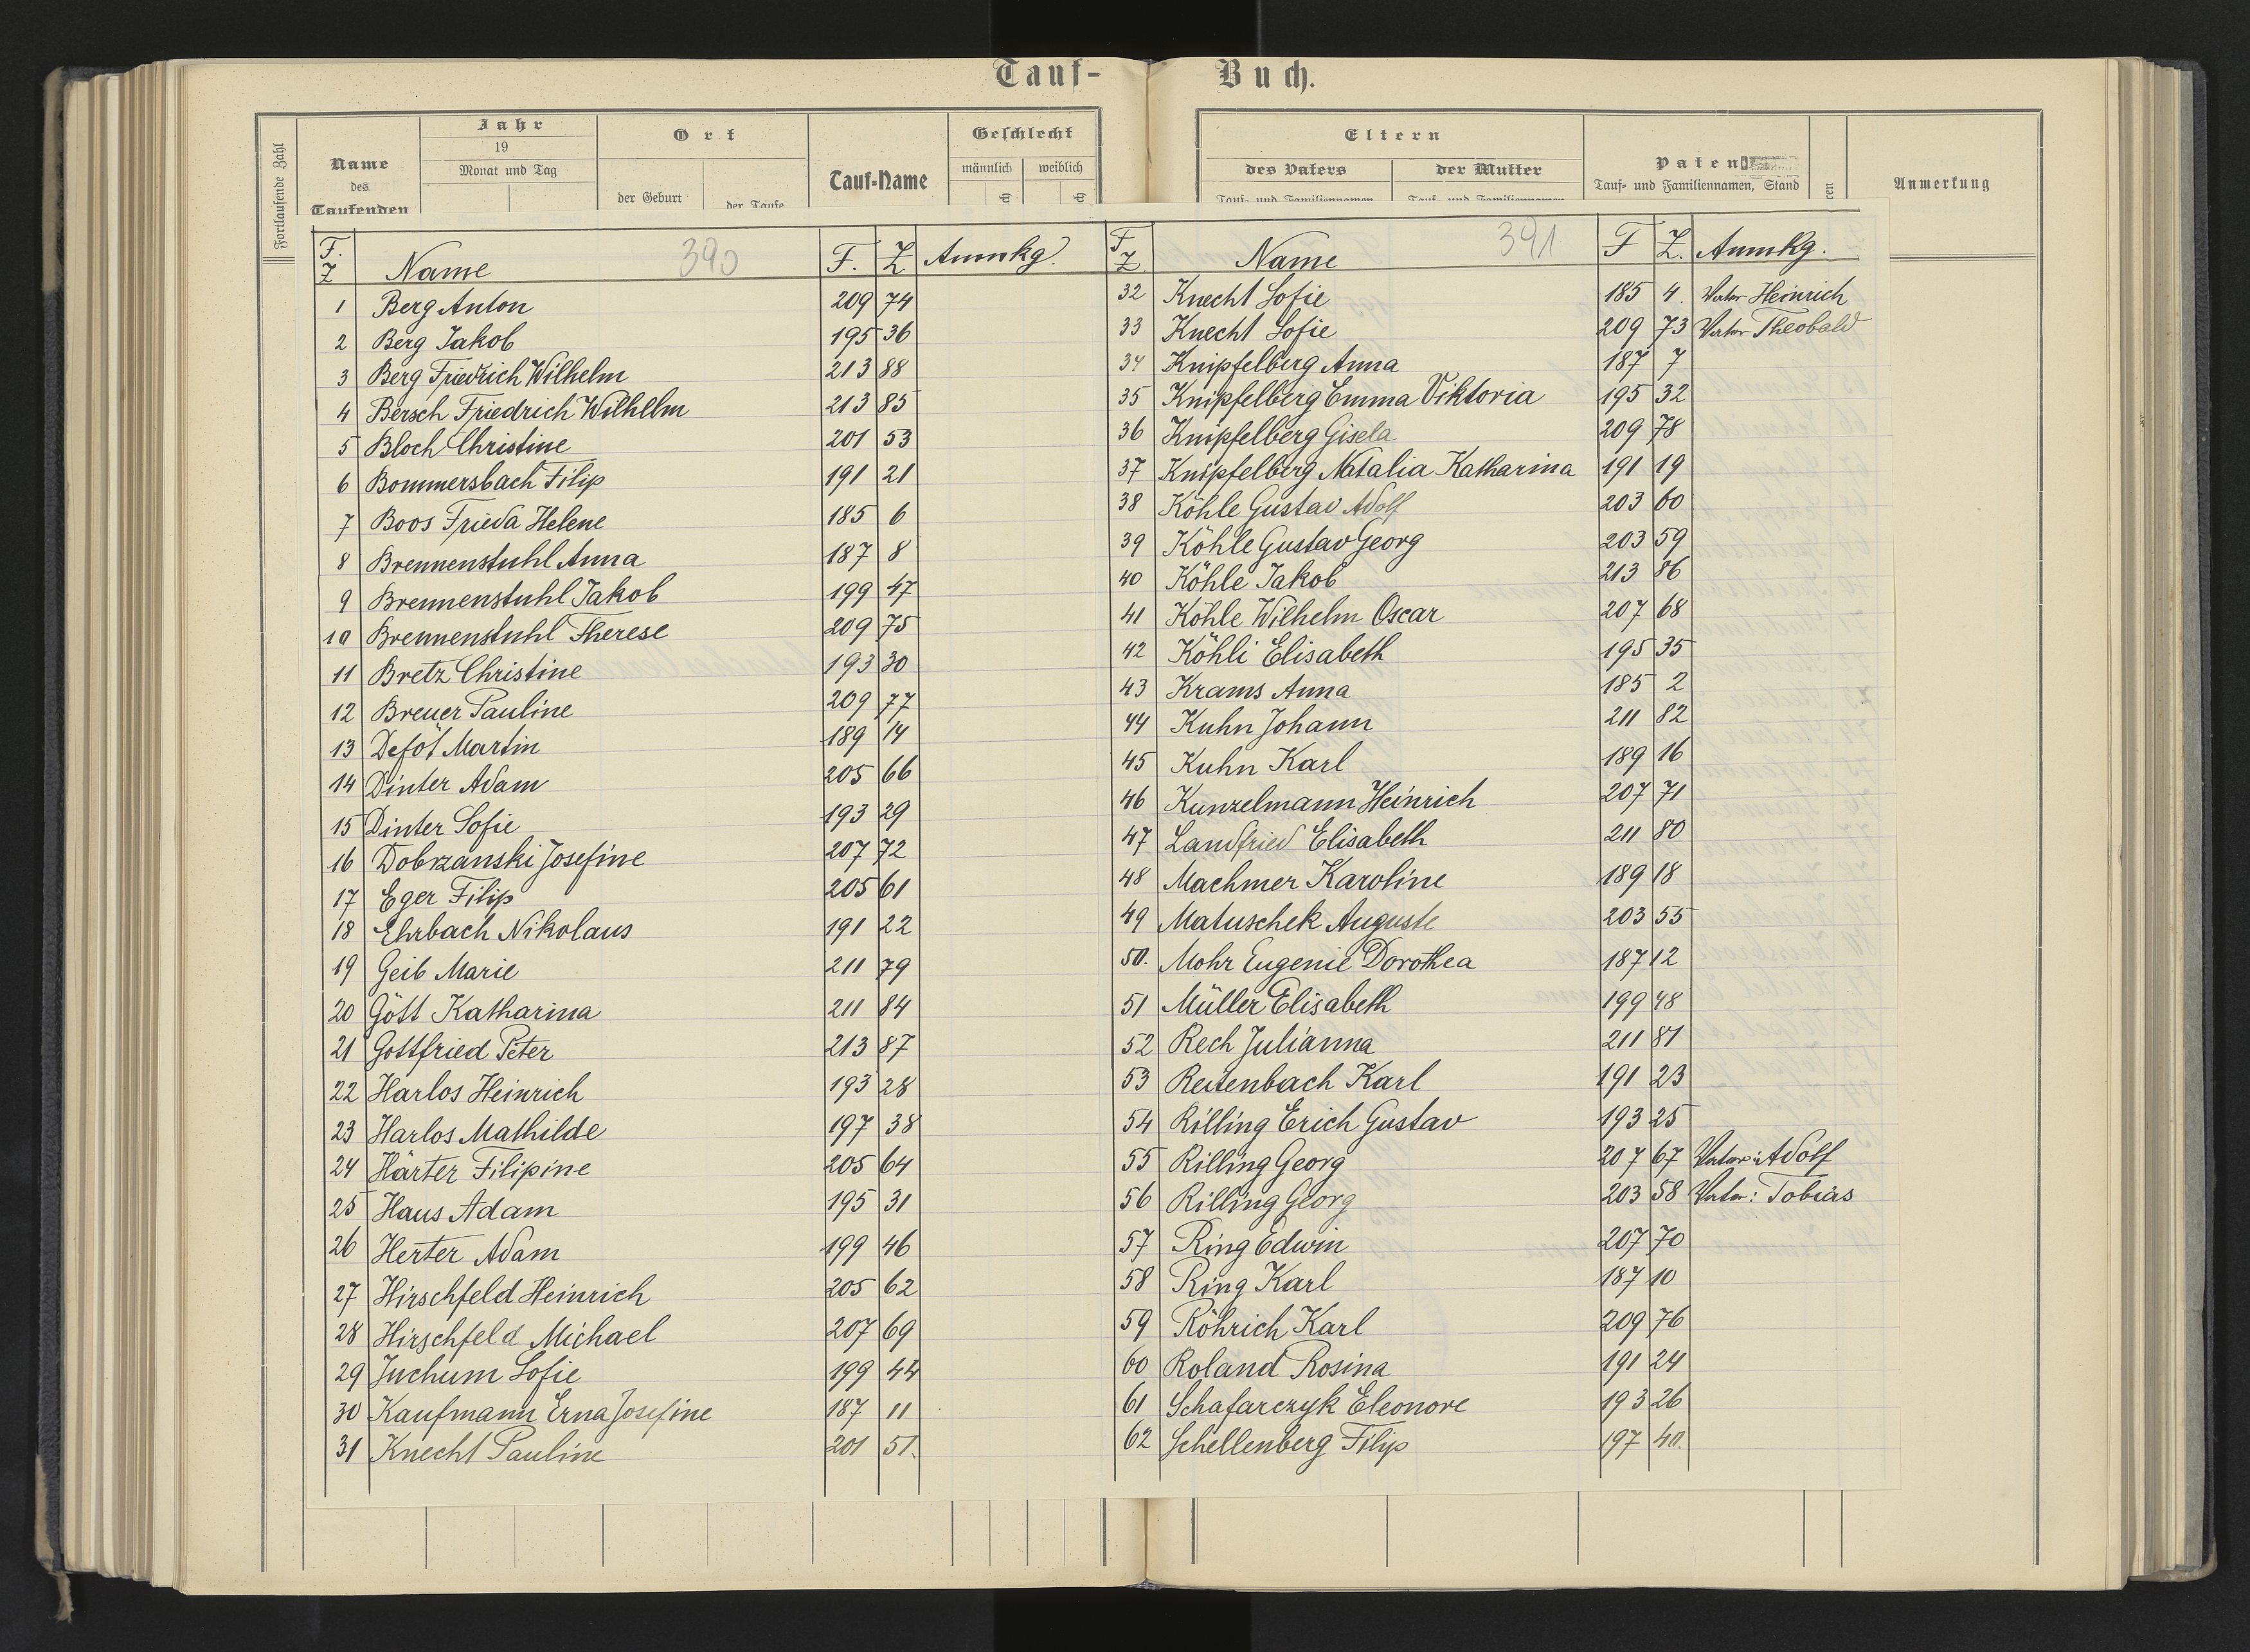 Tauf-Buch.
Fortlaufende Zahl
Name
des
Taufenden
Jahr
19
Monat und Tag
Ort
der Geburt
der Taufe
Tauf-Name
Geschlecht
männlich
weiblich
Eltern
des Vaters
der Mutter
Tauf- und Familiennamen
Tauf- und Familiennamen
Paten
Tauf- und Familiennamen, Stand
en
Anmerkung
F. Z Name 390 F. Z Anmkg.
1 Berg Anton 209 74
2 Berg Jakob 195 36
3 Berg Friedrich Wilhelm 213 88
4 Bersch Friedrich Wilhelm 213 85
5 Bloch Christine 201 53
6 Bommersbach Filip 191 21
7 Boos Frieda Helene 185 6
8 Brennenstuhl Anna 187 8
9 Brennenstuhl Jakob 199 47
10 Brennenstuhl Therese 209 75
11 Bretz Christine 193 30
12 Breuer Pauline 209 77
13 Defót Martin 189 14
14 Dinter Adam 205 66
15 Dinter Sofie 193 29
16 Dobrzanski Josefine 207 72
17 Eger Filip 205 61
18 Ehrbach Nikolaus 191 22
19 Geib Marie 211 79
20 Gött Katharina 211 84
21 Gottfried Peter 213 87
22 Harlos Heinrich 193 28
23 Harlos Mathilde 197 38
24 Härter Filipine 205 64
25 Haus Adam 195 31
26 Herter Adam 199 46
27 Hirschfeld Heinrich 205 62
28 Hirschfeld Michael 207 69
29 Juchum Sofie 199 44
30 Kaufmann Erna Josefine 187 11
31 Knecht Pauline 201 51.
F. Z. Name 391 F Z. Anmkg.
32 Knecht Sofie 185 4. Vater Heinrich
33 Knecht Sofie 209 73 Vater Theobald
34 Knipfelberg Anna 187 7
35 Knipfelberg Emma Viktoria 195 32
36 Knipfelberg Gisela 209 78
37 Knipfelberg Natalia Katharina 191 19
38 Köhle Gustav Adolf 203 60
39 Köhle Gustav Georg 203 59
40 Köhle Jakob 213 86
41 Köhle Wilhelm Oscar 207 68
42 Köhli Elisabeth 195 35
43 Krams Anna 185 2
44 Kuhn Johann 211 82
45 Kuhn Karl 189 16
46 Kunzelmann Heinrich 207 71
47 Landfried Elisabeth 211 80
48 Machmer Karoline 189 18
49 Matuschek Auguste 203 55
50. Mohr Eugenie Dorothea 187 12
51 Müller Elisabeth 199 48
52 Rech Julianna 211 81
53 Reitenbach Karl 191 23
54 Rilling Erich Gustav 193 25
55 Rilling Georg 207 67 Vater: Adolf
56 Rilling Georg 203 58 Vater: Tobias
57 Ring Edwin 207 70
58 Ring Karl 187 10
59 Röhrich Karl 209 76
60 Roland Rosina 191 24
61 Schafarczyk Eleonore 193 26
62 Schellenberg Filip 197 40.